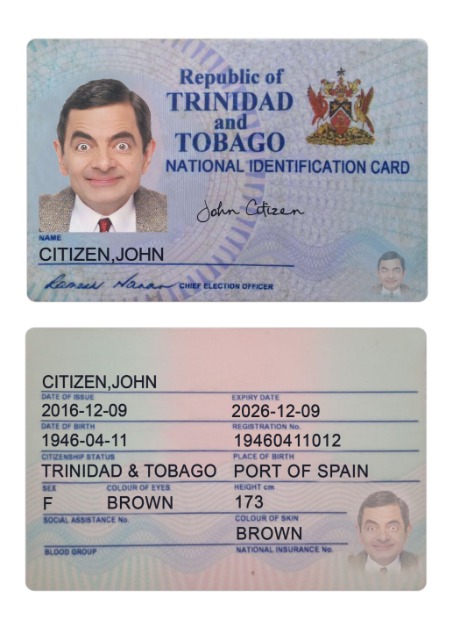 Republic of
TRINIDAD
and
TOBAGO
NATIONAL IDENTIFICATION CARD
John Citizen
NAME
CITIZEN,JOHN
CHIEF ELECTION OFFICER
CITIZEN,JOHN
DATE OF ISSUE EXPIRY DATE
2016-12-09 2026-12-09
DATE OF BIRTH REGISTRATION No.
1946-04-11 19460411012
CITIZENSHIP STATUS PLACE OF BIRTH
TRINIDAD & TOBAGO PORT OF SPAIN
SEX COLOUR OF EYES HEIGHT cm
F BROWN 173
SOCIAL ASSISTANCE No. COLOUR OF SKIN
BROWN
BLOOD GROUP NATIONAL INSURANCE No.